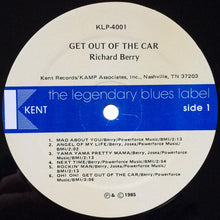 KLP-4001
GET OUT OF THE CAR
Richard Berry
Kent Records/KAMP Associates, Inc., Nashville, TN 37203
the legendary blues label
KENT
side 1
1. MAD ABOUT YOU/Berry/Powerforce Music/BMI/2:13
2. ANGEL OF MY LIFE/Berry, Josea/Powerforce Music/
BMI/2:02
3. YAMA YAMA PRETTY MAMA/Berry/Powerforce Music/BMI/2:13
4. NEXT TIME/Berry/Powerforce Music/BMI/2:54
5. ROCKIN' MAN/Berry, Josea/Powerforce Music/BMI/2:13
6. OH! OH! GET OUT OF THE CAR/Berry/Powerforce Music/
BMI/3:06
© 1985